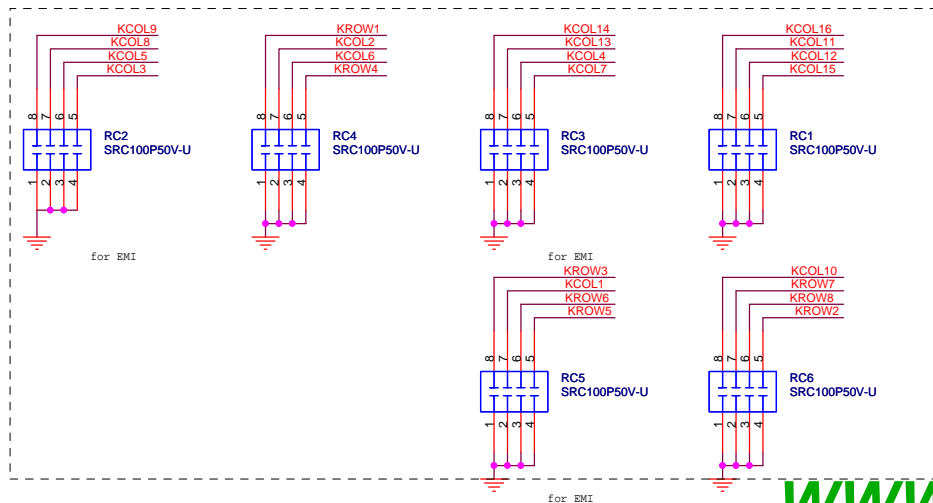 KCOL9
KCOL8
KCOL5
KCOL3
8 7 6 5
RC2
SRC100P50V-U
1 2 3 4
for EMI
KROW1
KCOL2
KCOL6
KROW4
8 7 6 5
RC4
SRC100P50V-U
1 2 3 4
KCOL14
KCOL13
KCOL4
KCOL7
8 7 6 5
RC3
SRC100P50V-U
1 2 3 4
for EMI
KCOL16
KCOL11
KCOL12
KCOL15
8 7 6 5
RC1
SRC100P50V-U
1 2 3 4
KROW3
KCOL1
KROW6
KROW5
8 7 6 5
RC5
SRC100P50V-U
1 2 3 4
for EMI
KCOL10
KROW7
KROW8
KROW2
8 7 6 5
RC6
SRC100P50V-U
1 2 3 4